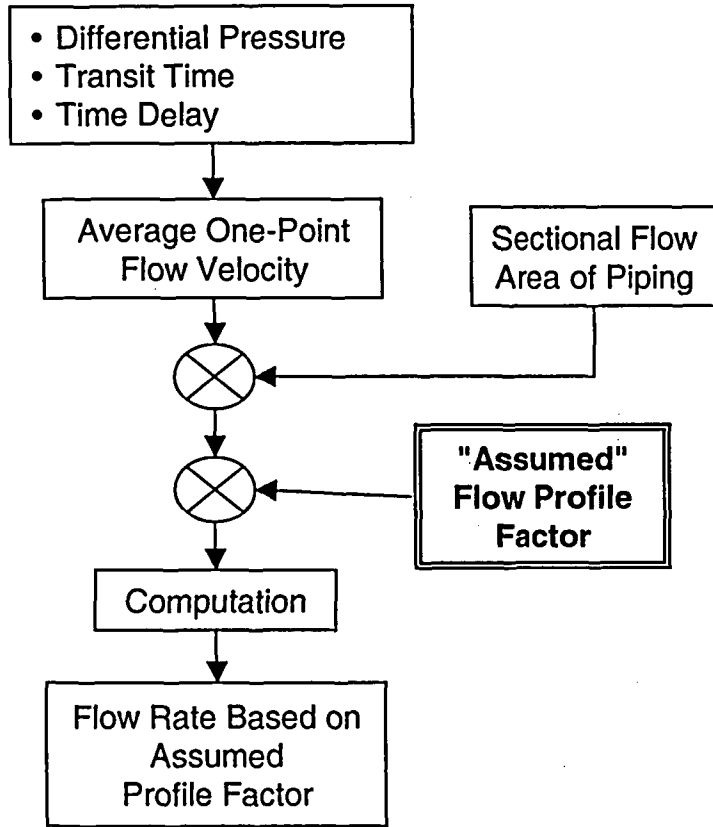 • Differential Pressure
• Transit Time
• Time Delay
Average One-Point
Flow Velocity
Sectional Flow
Area of Piping
"Assumed"
Flow Profile
Factor
Computation
Flow Rate Based on
Assumed
Profile Factor